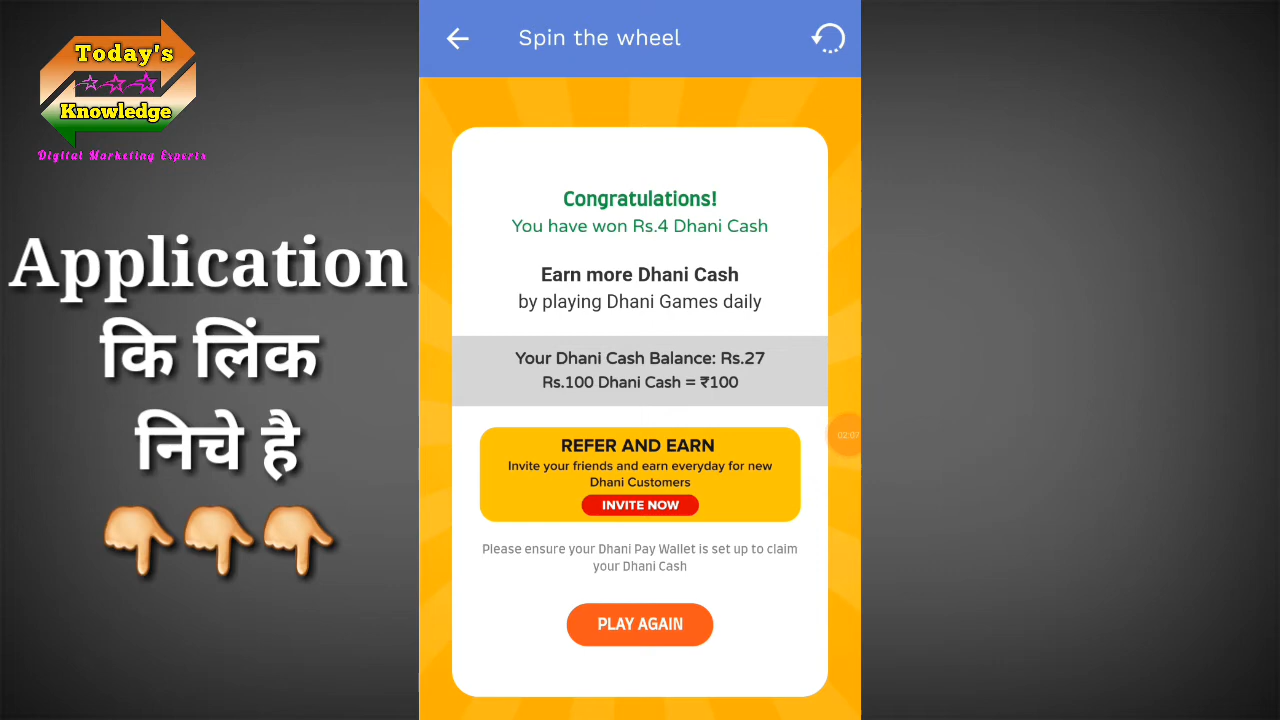 Today's
Knowledge
Digital Marketing Experts
Application
कि लिंक
निचे है
Spin the wheel
Congratulations!
You have won Rs.4 Dhani Cash
Earn more Dhani Cash
by playing Dhani Games daily
Your Dhani Cash Balance: Rs.27
Rs.100 Dhani Cash = ₹100
REFER AND EARN
Invite your friends and earn everyday for new
Dhani Customers
INVITE NOW
Please ensure your Dhani Pay Wallet is set up to claim
your Dhani Cash
PLAY AGAIN
02:07